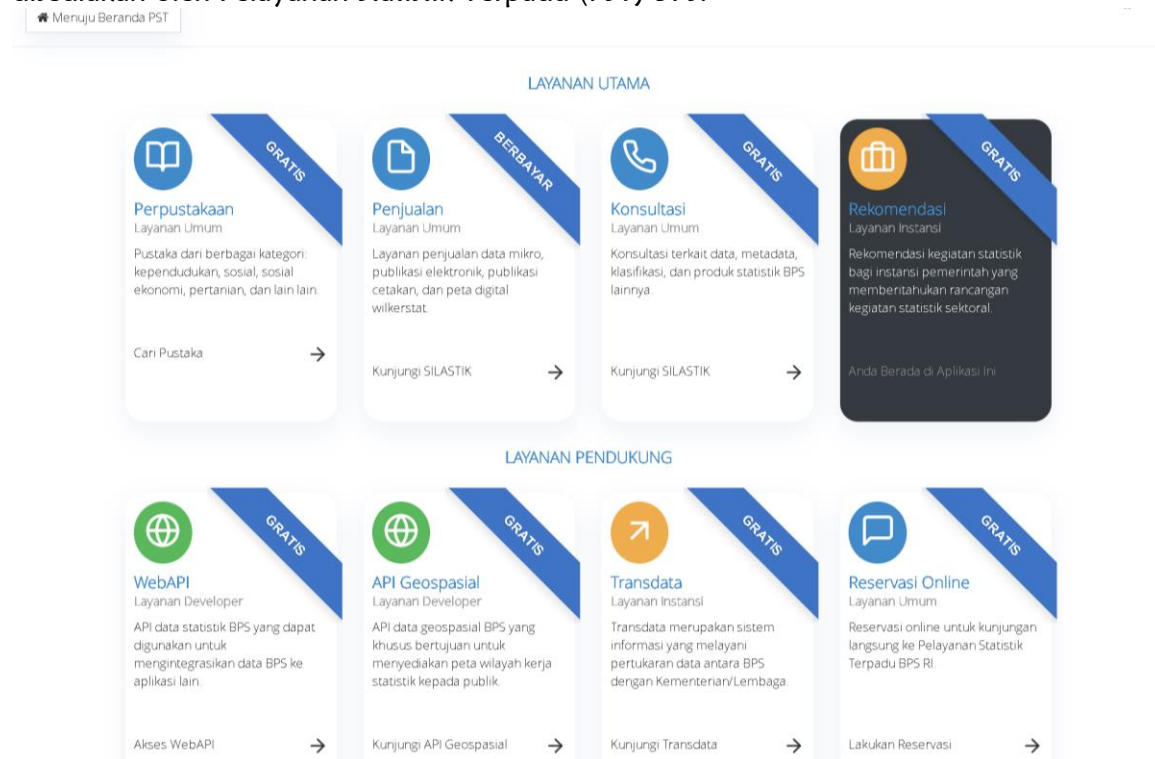 Menuju Beranda PST
LAYANAN UTAMA
GRATIS
Perpustakaan
Layanan Umum
Pustaka dari berbagai kategori:
kependudukan, sosial, sosial
ekonomi, pertanian, dan lain lain.
Cari Pustaka
BERBAYAR
Penjualan
Layanan Umum
Layanan penjualan data mikro,
publikasi elektronik, publikasi
cetakan, dan peta digital
wilkerstat.
Kunjungi SILASTIK
GRATIS
Konsultasi
Layanan Umum
Konsultasi terkait data, metadata,
klasifikasi, dan produk statistik BPS
lainnya.
Kunjungi SILASTIK
GRATIS
Rekomendasi
Layanan Instansi
Rekomendasi kegiatan statistik
bagi instansi pemerintah yang
memberitahukan rancangan
kegiatan statistik sektoral.
Anda Berada di Aplikasi Ini
LAYANAN PENDUKUNG
GRATIS
WebAPI
Layanan Developer
API data statistik BPS yang dapat
digunakan untuk
mengintegrasikan data BPS ke
aplikasi lain.
Akses WebAPI
GRATIS
API Geospasial
Layanan Developer
API data geospasial BPS yang
khusus bertujuan untuk
menyediakan peta wilayah kerja
statistik kepada publik.
Kunjungi API Geospasial
GRATIS
Transdata
Layanan Instansi
Transdata merupakan sistem
informasi yang melayani
pertukaran data antara BPS
dengan Kementerian/Lembaga.
Kunjungi Transdata
GRATIS
Reservasi Online
Layanan Umum
Reservasi online untuk kunjungan
langsung ke Pelayanan Statistik
Terpadu BPS RI.
Lakukan Reservasi